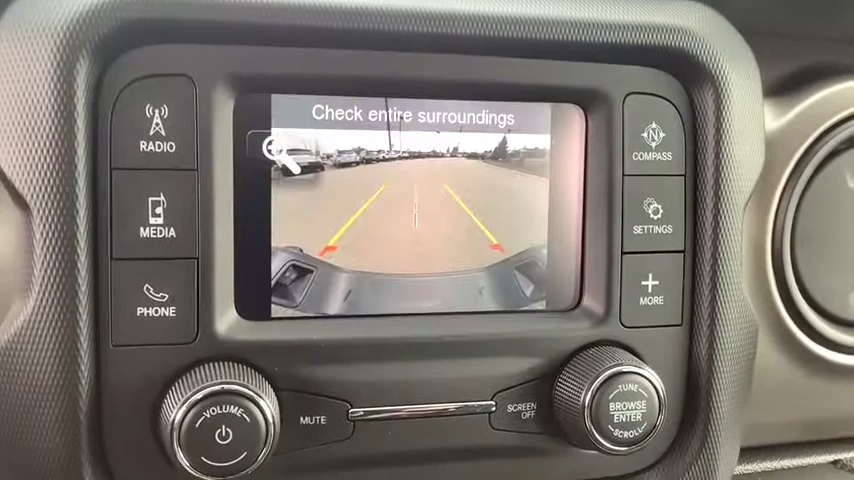 Check entire surroundings
RADIO
MEDIA
PHONE
N
COMPASS
SETTINGS
MORE
VOLUME
MUTE
SCREEN
OFF
TUNE
BROWSE
ENTER
SCROLL